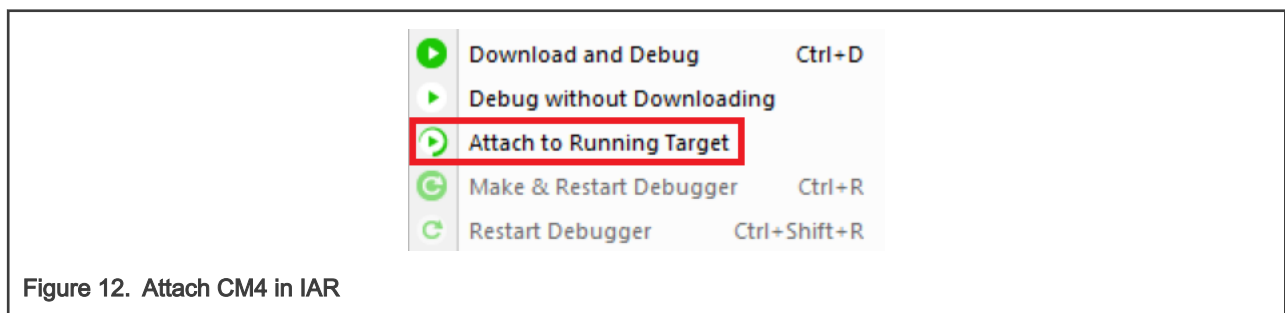 Download and Debug Ctrl+D
Debug without Downloading
Attach to Running Target
Make & Restart Debugger Ctrl+R
Restart Debugger Ctrl+Shift+R
Figure 12. Attach CM4 in IAR